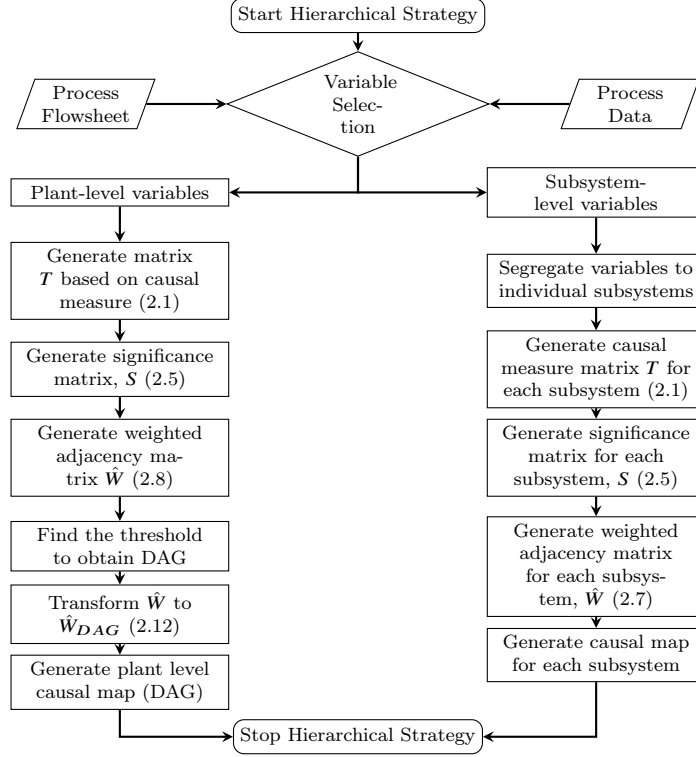 Start Hierarchical Strategy
Variable
Selec-
tion
Process
Flowsheet
Process
Data
Plant-level variables
Generate matrix
T based on causal
measure (2.1)
Generate significance
matrix, S (2.5)
Generate weighted
adjacency ma-
trix Ŵ (2.8)
Find the threshold
to obtain DAG
Transform Ŵ to
Ŵ_DAG (2.12)
Generate plant level
causal map (DAG)
Subsystem-
level variables
Segregate variables to
individual subsystems
Generate causal
measure matrix T for
each subsystem (2.1)
Generate significance
matrix for each
subsystem, S (2.5)
Generate weighted
adjacency matrix
for each subsys-
tem, Ŵ (2.7)
Generate causal map
for each subsystem
Stop Hierarchical Strategy